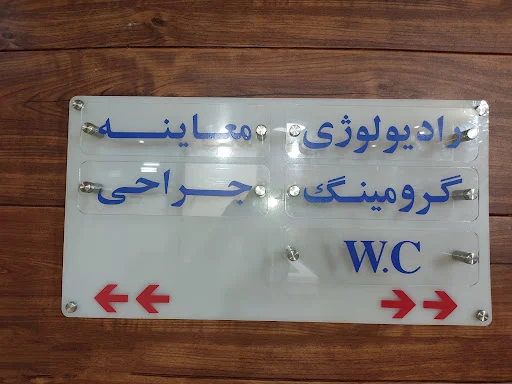 رادیولوژی
گرومینگ
W.C
معاینه
جراحی